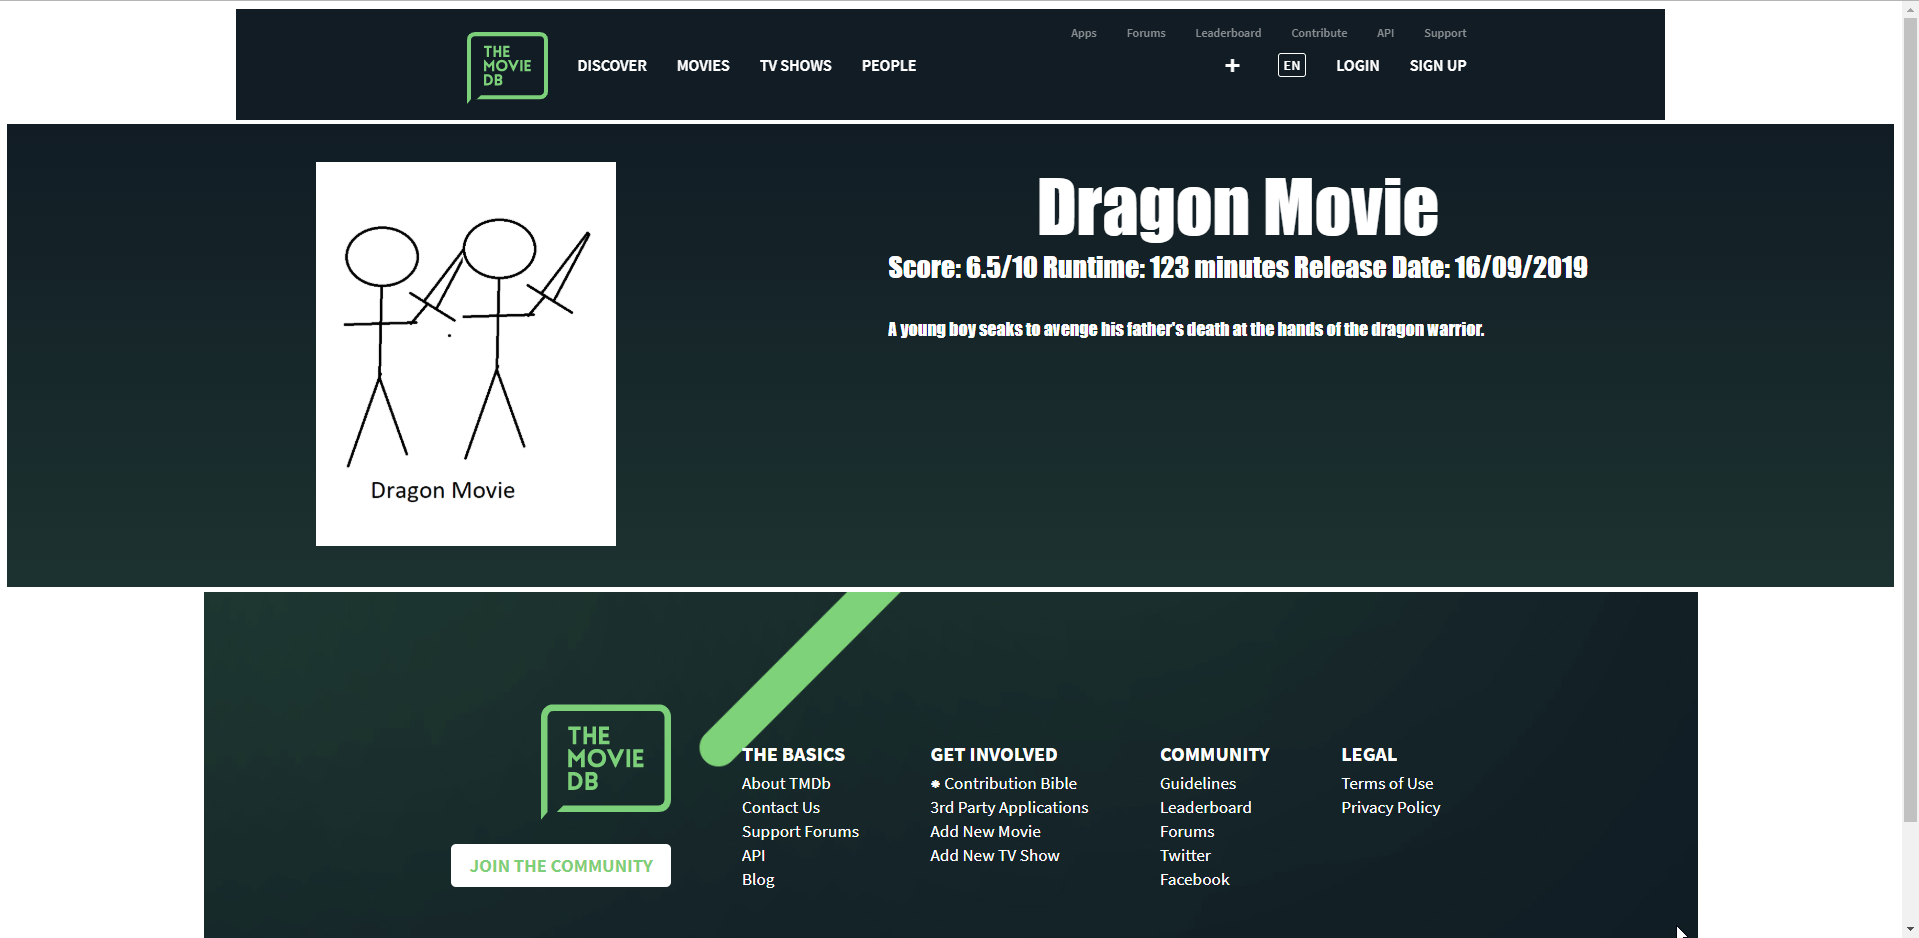 Apps Forums Leaderboard Contribute API Support
THE
MOVIE
DB
DISCOVER MOVIES TV SHOWS PEOPLE + EN LOGIN SIGN UP
Dragon Movie
Score: 6.5/10 Runtime: 123 minutes Release Date: 16/09/2019
A young boy seaks to avenge his father's death at the hands of the dragon warrior.
Dragon Movie
THE
MOVIE
DB
JOIN THE COMMUNITY
THE BASICS
About TMDb
Contact Us
Support Forums
API
Blog
GET INVOLVED
Contribution Bible
3rd Party Applications
Add New Movie
Add New TV Show
COMMUNITY
Guidelines
Leaderboard
Forums
Twitter
Facebook
LEGAL
Terms of Use
Privacy Policy